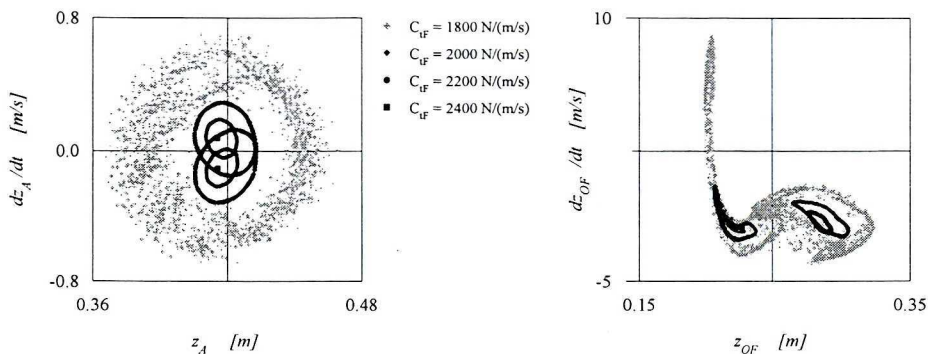 0.8
dz_A /dt [m/s]
0.0
-0.8
0.36
0.48
z_A [m]
C_tF = 1800 N/(m/s)
C_tF = 2000 N/(m/s)
C_tF = 2200 N/(m/s)
C_tF = 2400 N/(m/s)
10
dz_OF /dt [m/s]
-5
0.15
0.35
z_OF [m]